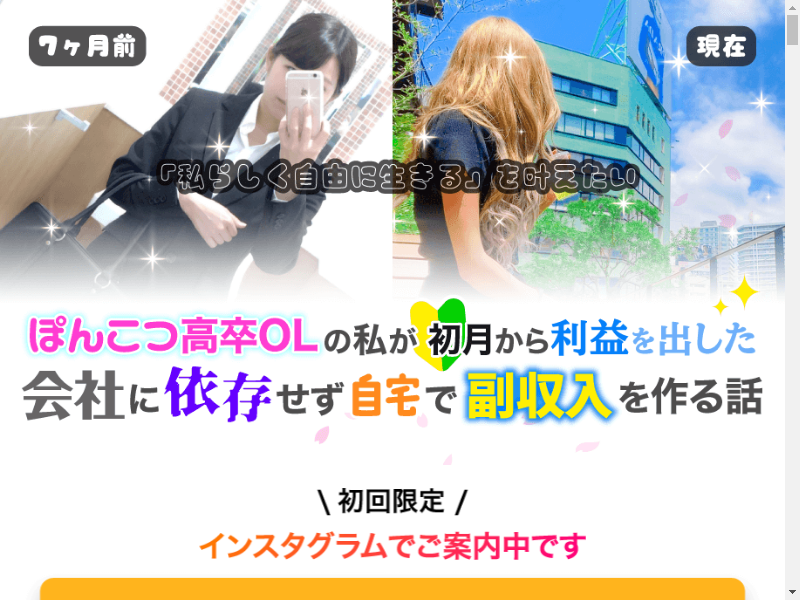 7ヶ月前
現在
「私らしく自由に生きる」を叶えたい
ぽんこつ高卒OLの私が初月から利益を出した
会社に依存せず自宅で副収入を作る話
\ 初回限定 /
インスタグラムでご案内中です